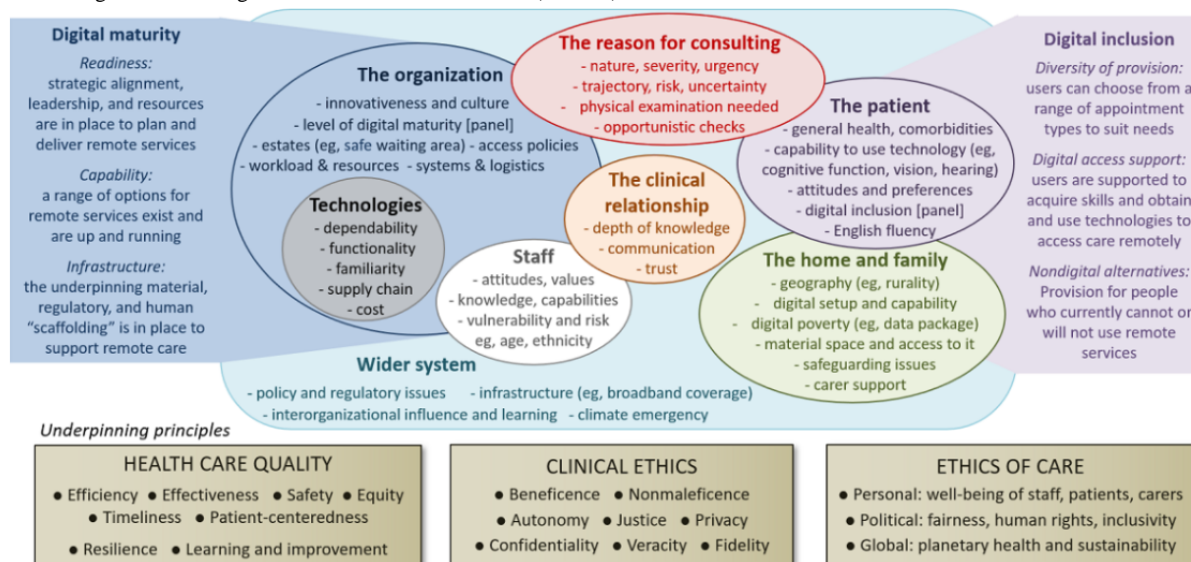 Digital maturity
Readiness:
strategic alignment,
leadership, and resources
are in place to plan and
deliver remote services
Capability:
a range of options for
remote services exist and
are up and running
Infrastructure:
the underpinning material,
regulatory, and human
“scaffolding” is in place to
support remote care
The organization
- innovativeness and culture
- level of digital maturity [panel]
- estates (eg, safe waiting area) - access policies
- workload & resources - systems & logistics
Technologies
- dependability
- functionality
- familiarity
- supply chain
- cost
Staff
- attitudes, values
- knowledge, capabilities
- vulnerability and risk
eg, age, ethnicity
The reason for consulting
- nature, severity, urgency
- trajectory, risk, uncertainty
- physical examination needed
- opportunistic checks
The clinical
relationship
- depth of knowledge
- communication
- trust
The patient
- general health, comorbidities
- capability to use technology (eg,
cognitive function, vision, hearing)
- attitudes and preferences
- digital inclusion [panel]
- English fluency
The home and family
- geography (eg, rurality)
- digital setup and capability
- digital poverty (eg, data package)
- material space and access to it
- safeguarding issues
- carer support
Digital inclusion
Diversity of provision:
users can choose from a
range of appointment
types to suit needs
Digital access support:
users are supported to
acquire skills and obtain
and use technologies to
access care remotely
Nondigital alternatives:
Provision for people
who currently cannot or
will not use remote
services
Wider system
- policy and regulatory issues - infrastructure (eg, broadband coverage)
- interorganizational influence and learning - climate emergency
Underpinning principles
HEALTH CARE QUALITY
● Efficiency ● Effectiveness ● Safety ● Equity
● Timeliness ● Patient-centeredness
● Resilience ● Learning and improvement
CLINICAL ETHICS
● Beneficence ● Nonmaleficence
● Autonomy ● Justice ● Privacy
● Confidentiality ● Veracity ● Fidelity
ETHICS OF CARE
● Personal: well-being of staff, patients, carers
● Political: fairness, human rights, inclusivity
● Global: planetary health and sustainability